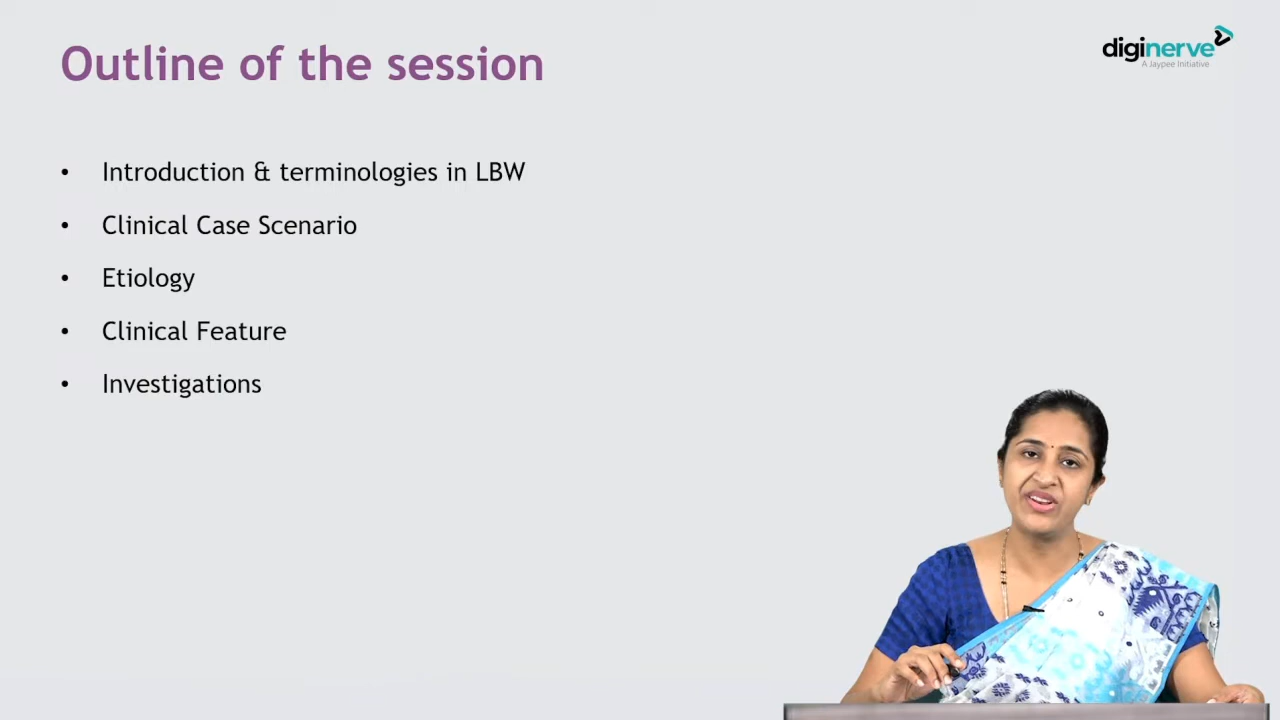 Outline of the session
diginerve
A Jaypee Initiative
• Introduction & terminologies in LBW
• Clinical Case Scenario
• Etiology
• Clinical Feature
• Investigations